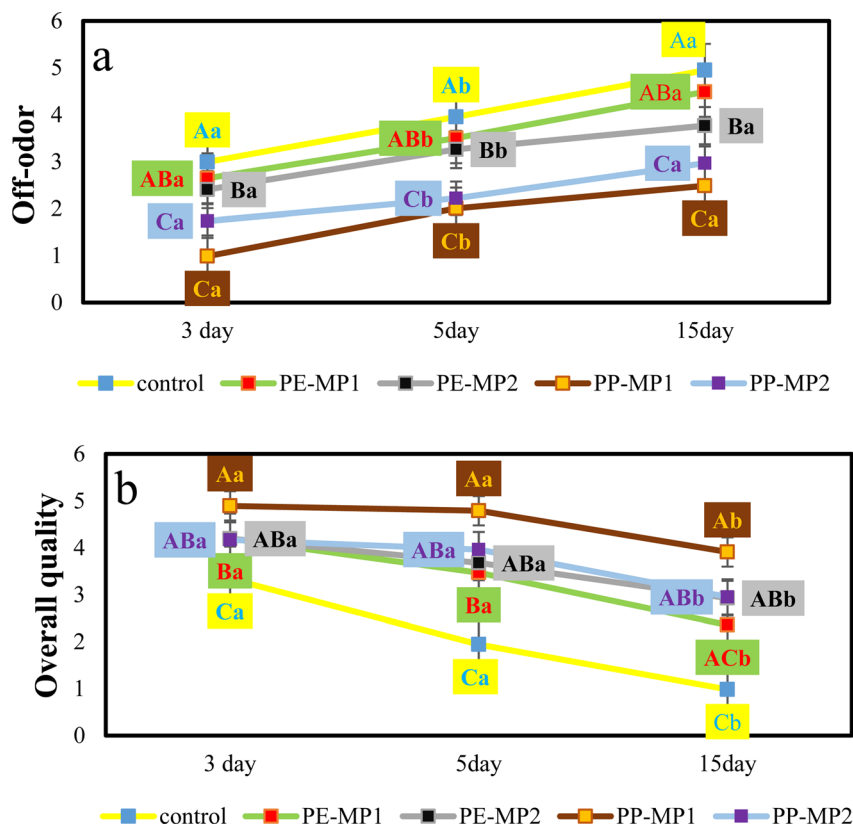 6
a
Aa
5
Ab
ABa
4
Aa
ABb
Ba
Off-odor
3
ABa
Ba
Bb
Ca
2
Ca
Cb
1
Cb
Ca
0
Ca
3 day 5day 15day
control PE-MP1 PE-MP2 PP-MP1 PP-MP2
6
b
Aa
Aa
5
Ab
4
ABa ABa
ABa ABa
Overall quality
3
Ba
Ba
ABb ABb
2
Ca
ACb
1
Ca
Cb
0
3 day 5day 15day
control PE-MP1 PE-MP2 PP-MP1 PP-MP2